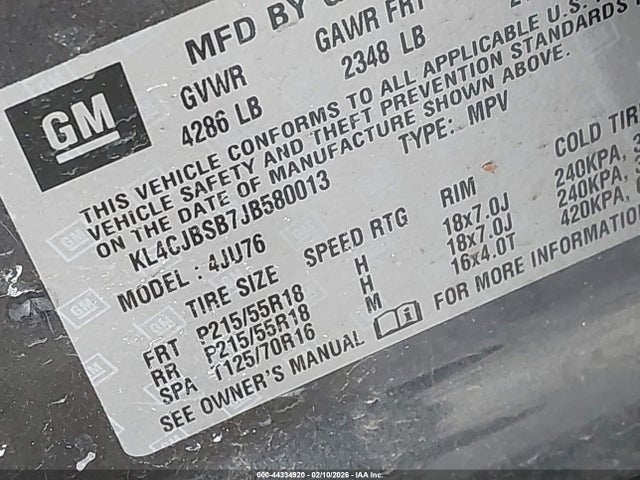 GM
MFD BY G
GVWR GAWR FRT
4286 LB 2348 LB
THIS VEHICLE CONFORMS TO ALL APPLICABLE U.S.
VEHICLE SAFETY AND THEFT PREVENTION STANDARDS
ON THE DATE OF MANUFACTURE SHOWN ABOVE.
KL4CJBSB7JB580013 TYPE: MPV
MODEL: 4JU76
TIRE SIZE SPEED RTG RIM COLD TIR
FRT P215/55R18 H 18x7.0J 240KPA,
RR P215/55R18 H 18x7.0J 240KPA,
SPA T125/70R16 M 16x4.0T 420KPA,
SEE OWNER'S MANUAL FOR MORE INFORMATION
000-44334920 - 02/10/2026 - IAA Inc.